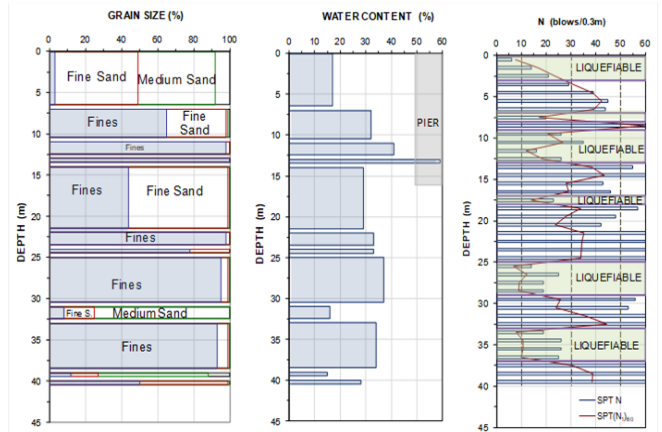 GRAIN SIZE (%)
0 20 40 60 80 100
DEPTH (m)
0
5
10
15
20
25
30
35
40
45
Fine Sand
Medium Sand
Fines
Fine
Sand
Fines
Fines
Fine Sand
Fines
Fines
Fine S.
Medium Sand
Fines
WATER CONTENT (%)
0 10 20 30 40 50 60
DEPTH (m)
0
5
10
15
20
25
30
35
40
45
PIER
N (blows/0.3m)
0 10 20 30 40 50 60
DEPTH (m)
0
5
10
15
20
25
30
35
40
45
LIQUEFIABLE
LIQUEFIABLE
LIQUEFIABLE
LIQUEFIABLE
LIQUEFIABLE
SPT N
SPT(N₁)₆₀